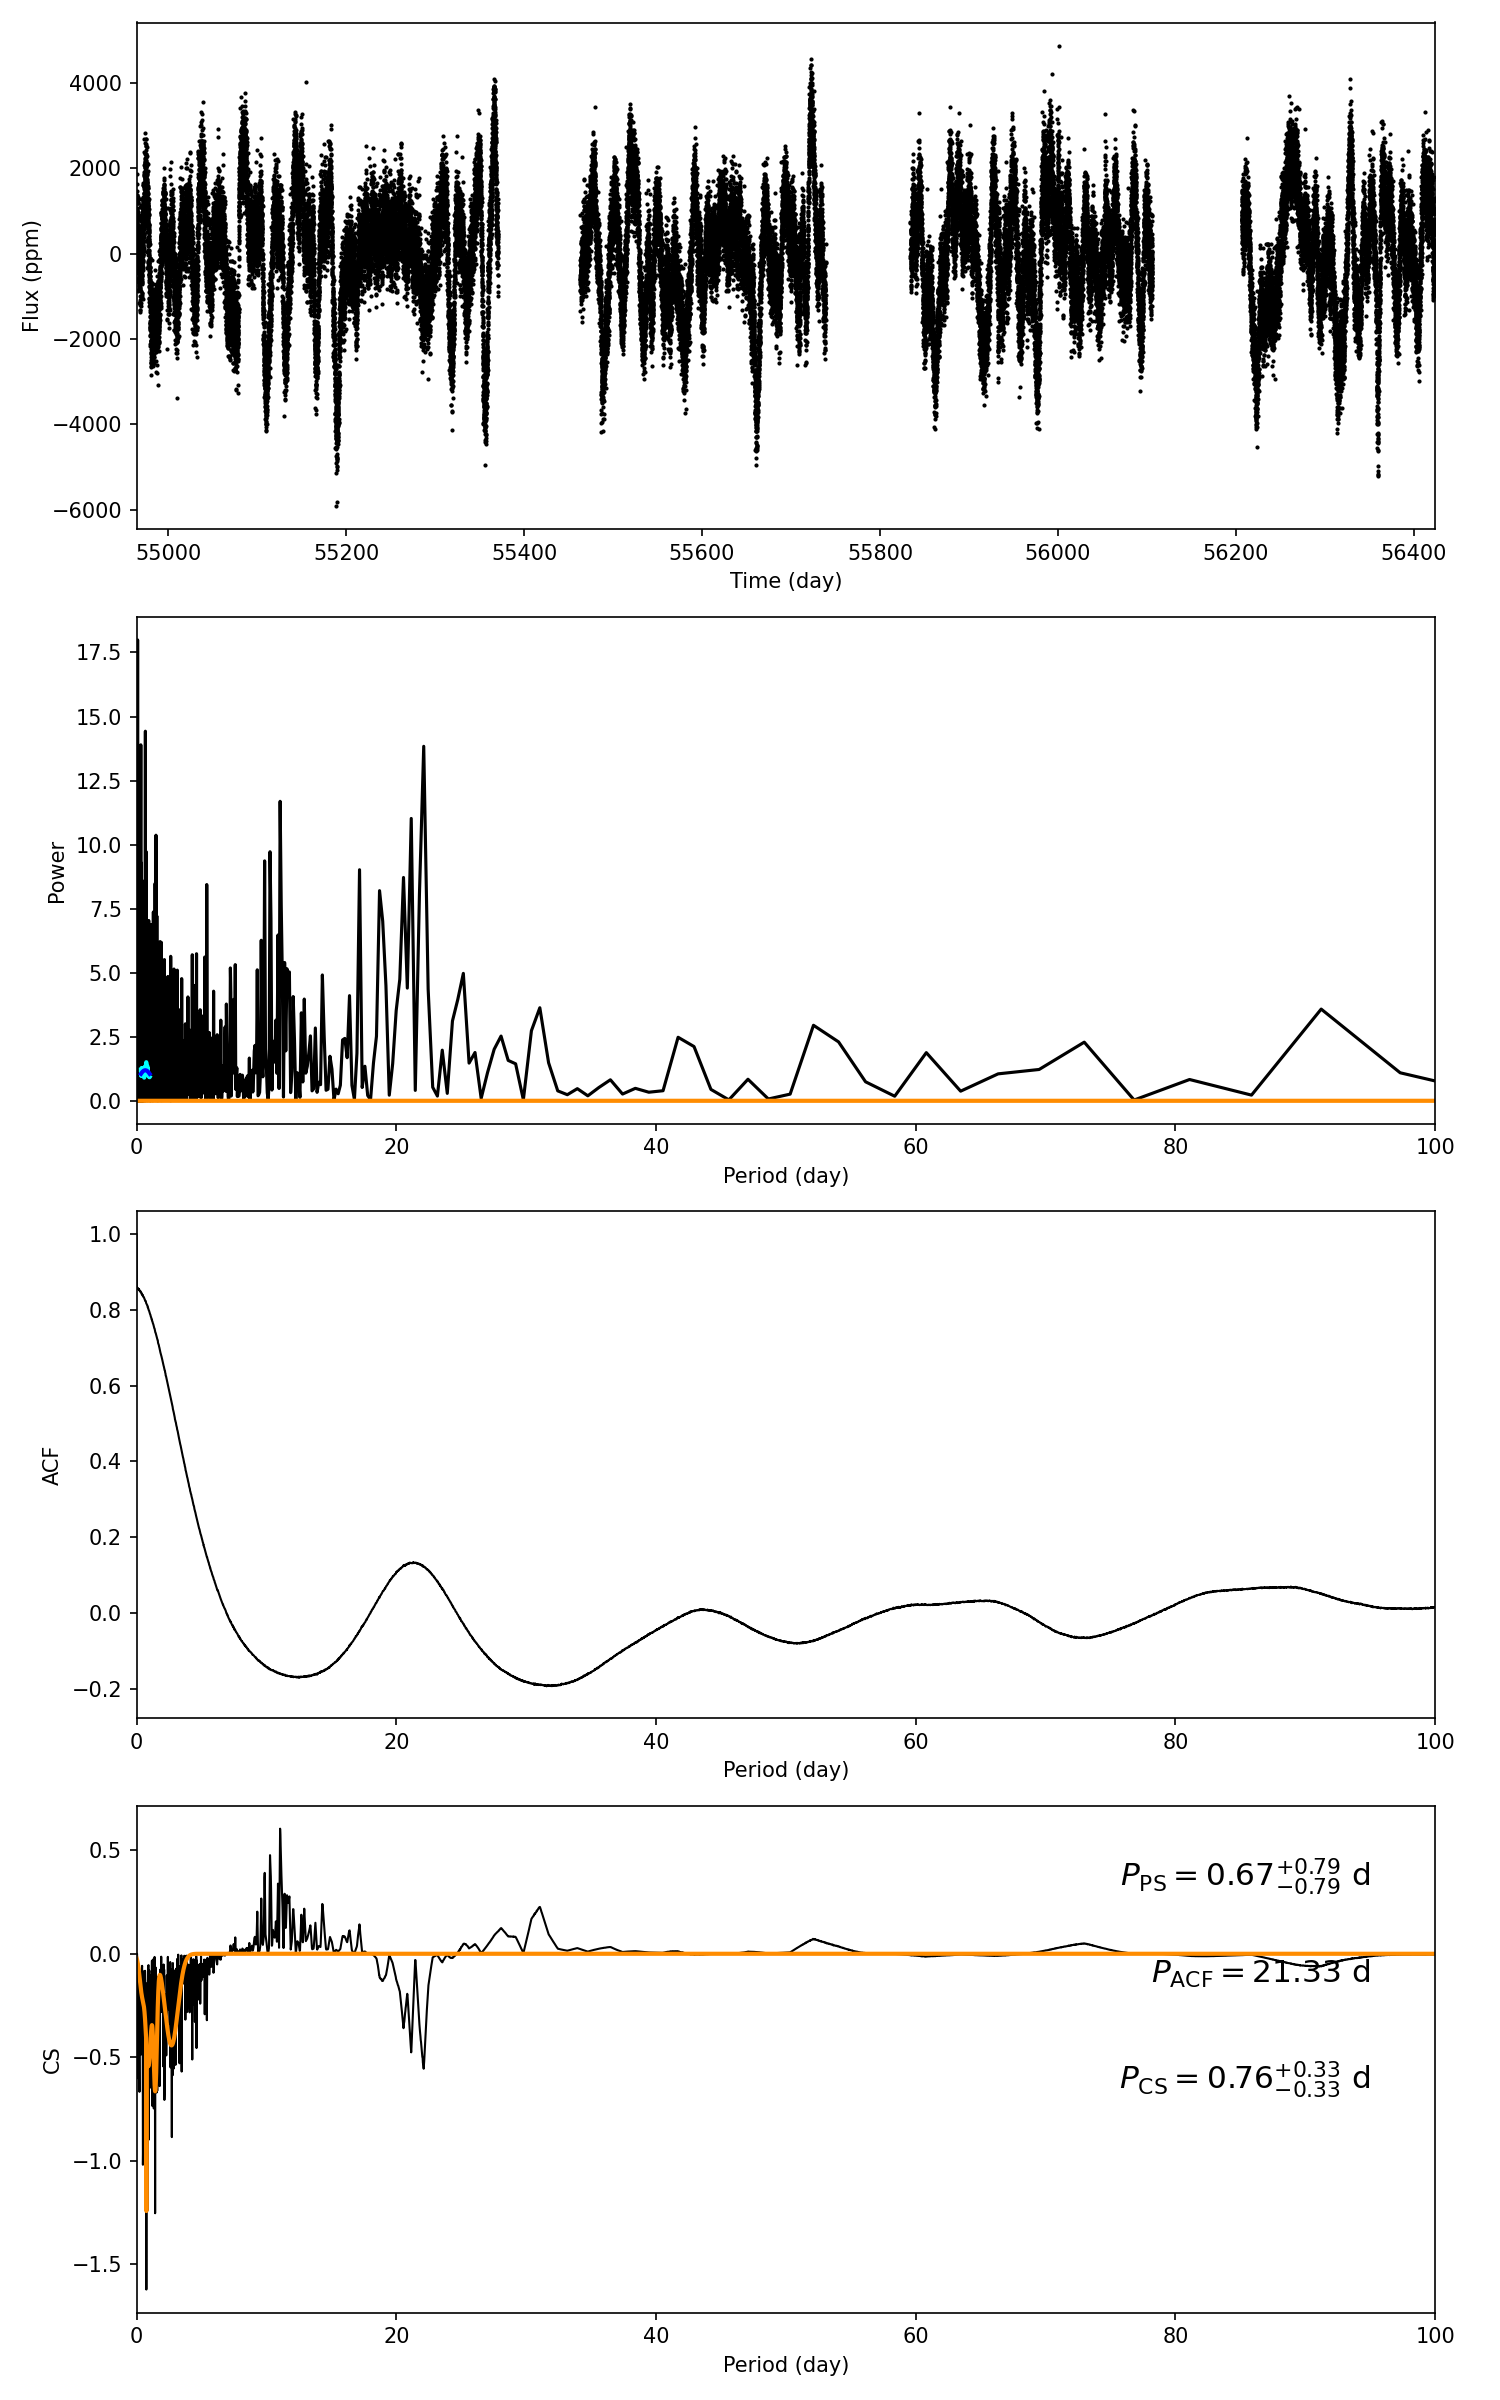 4000
2000
0
−2000
−4000
−6000
Flux (ppm)
55000 55200 55400 55600 55800 56000 56200 56400
Time (day)
17.5
15.0
12.5
10.0
7.5
5.0
2.5
0.0
Power
0 20 40 60 80 100
Period (day)
1.0
0.8
0.6
0.4
0.2
0.0
−0.2
ACF
0 20 40 60 80 100
Period (day)
0.5
0.0
−0.5
−1.0
−1.5
CS
P_PS = 0.67^{+0.79}_{−0.79} d
P_ACF = 21.33 d
P_CS = 0.76^{+0.33}_{−0.33} d
0 20 40 60 80 100
Period (day)